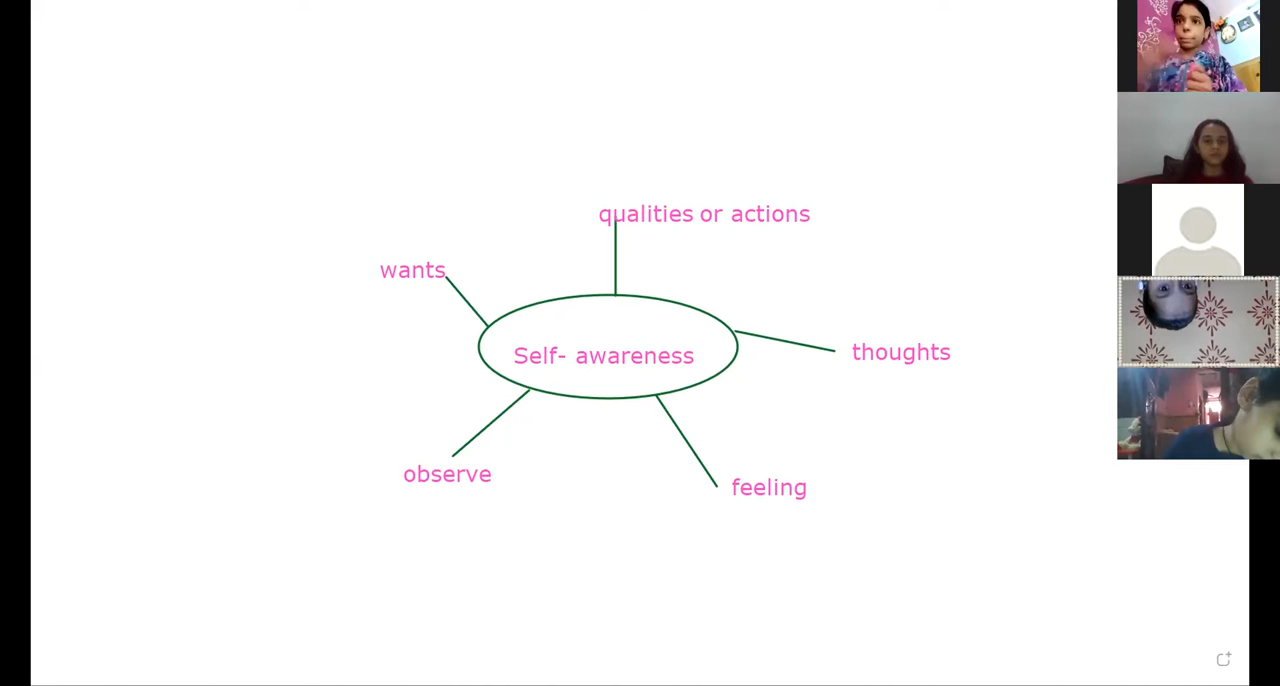 qualities or actions
wants
Self- awareness
thoughts
observe
feeling